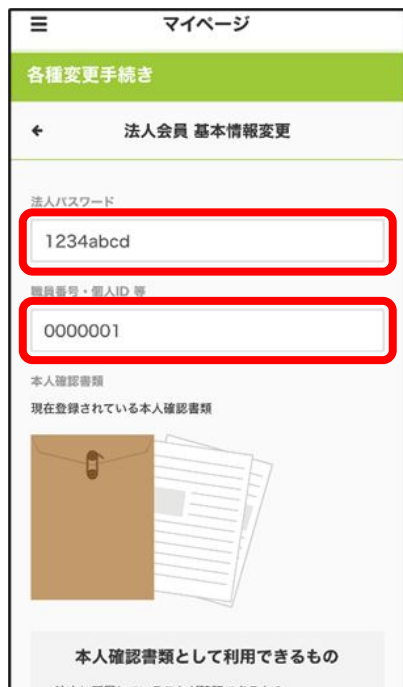 マイページ
各種変更手続き
法人会員 基本情報変更
法人パスワード
1234abcd
職員番号・個人ID 等
0000001
本人確認書類
現在登録されている本人確認書類
本人確認書類として利用できるもの